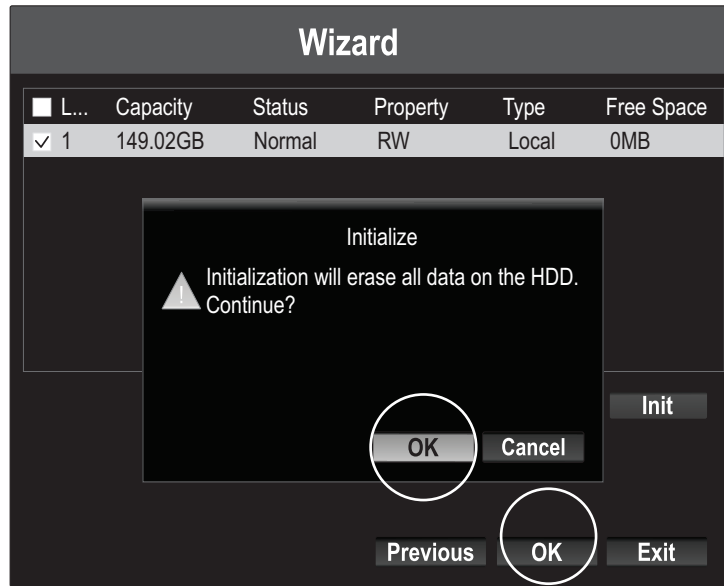 Wizard
L... Capacity Status Property Type Free Space
1 149.02GB Normal RW Local 0MB
Initialize
! Initialization will erase all data on the HDD.
Continue?
Init
OK Cancel
Previous OK Exit